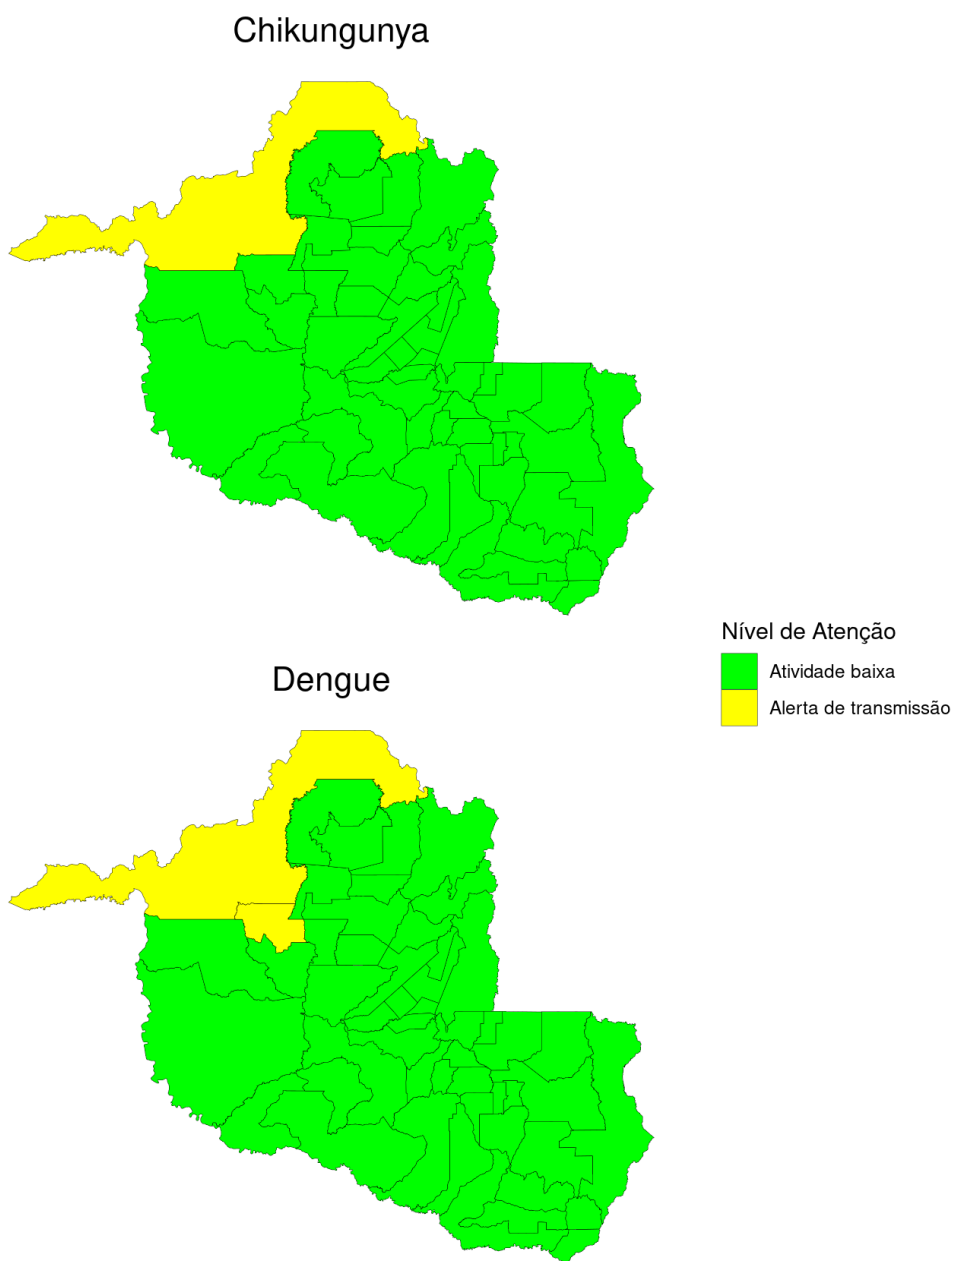 Chikungunya
Nível de Atenção
Atividade baixa
Alerta de transmissão
Dengue